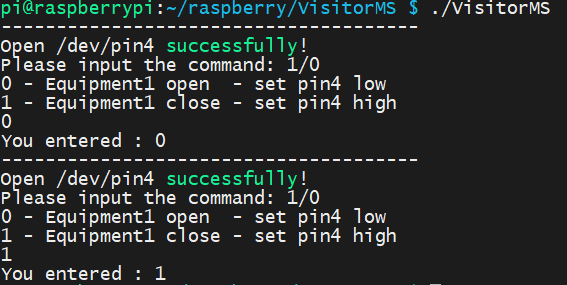 pi@raspberrypi:~/raspberry/VisitorMS $ ./VisitorMS
--------------------------------------
Open /dev/pin4 successfully!
Please input the command: 1/0
0 - Equipment1 open  - set pin4 low
1 - Equipment1 close - set pin4 high
0
You entered : 0
--------------------------------------
Open /dev/pin4 successfully!
Please input the command: 1/0
0 - Equipment1 open  - set pin4 low
1 - Equipment1 close - set pin4 high
1
You entered : 1